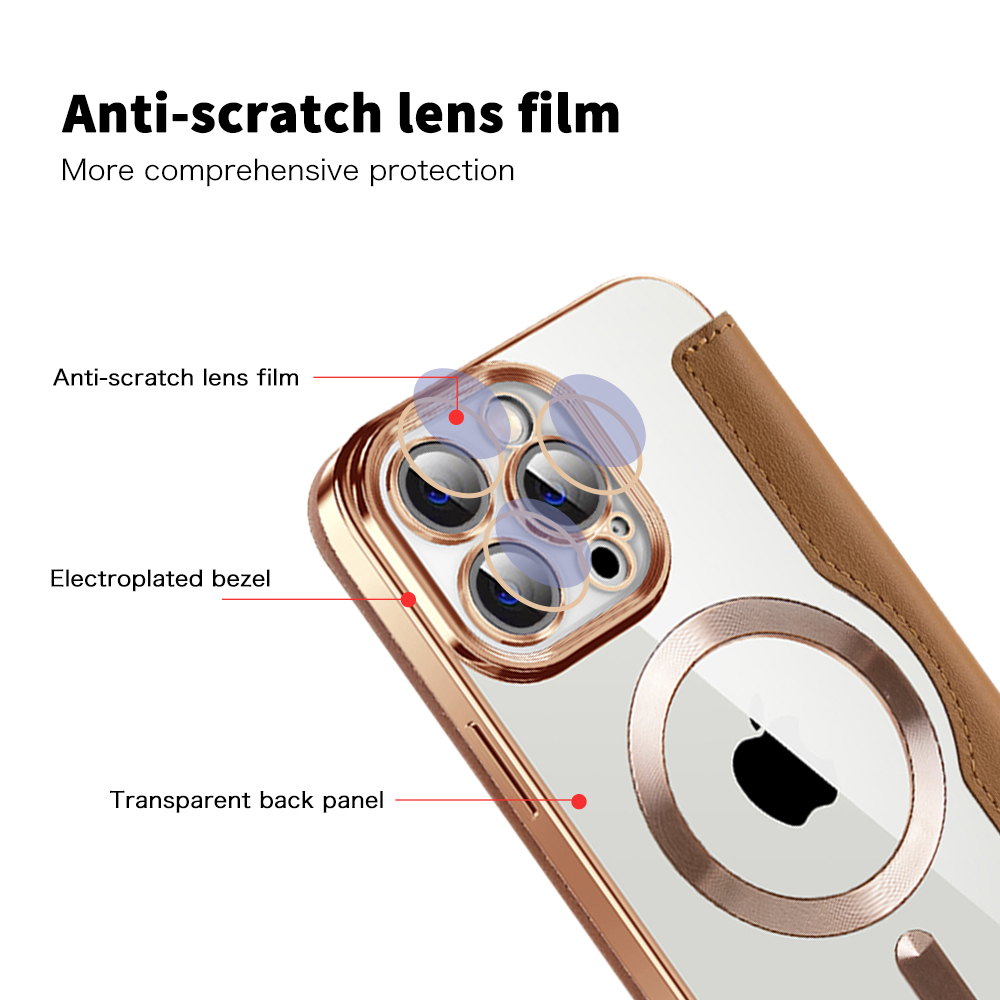 Anti-scratch lens film
More comprehensive protection
Anti-scratch lens film
Electroplated bezel
Transparent back panel